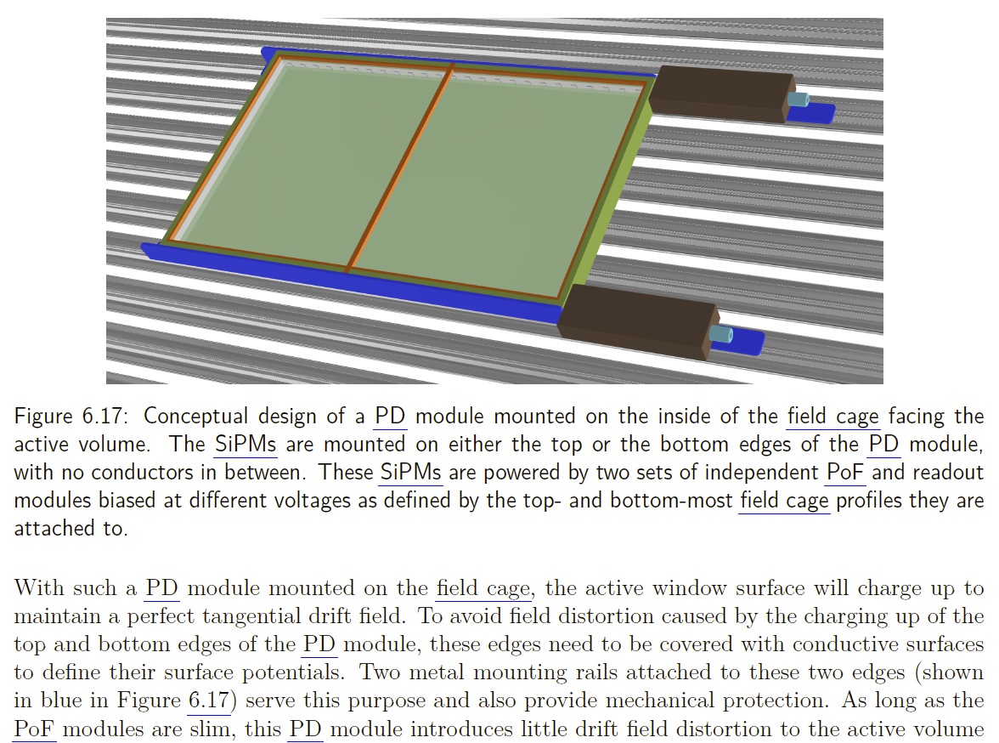 Figure 6.17: Conceptual design of a PD module mounted on the inside of the field cage facing the
active volume. The SiPMs are mounted on either the top or the bottom edges of the PD module,
with no conductors in between. These SiPMs are powered by two sets of independent PoF and readout
modules biased at different voltages as defined by the top- and bottom-most field cage profiles they are
attached to.
With such a PD module mounted on the field cage, the active window surface will charge up to
maintain a perfect tangential drift field. To avoid field distortion caused by the charging up of the
top and bottom edges of the PD module, these edges need to be covered with conductive surfaces
to define their surface potentials. Two metal mounting rails attached to these two edges (shown
in blue in Figure 6.17) serve this purpose and also provide mechanical protection. As long as the
PoF modules are slim, this PD module introduces little drift field distortion to the active volume